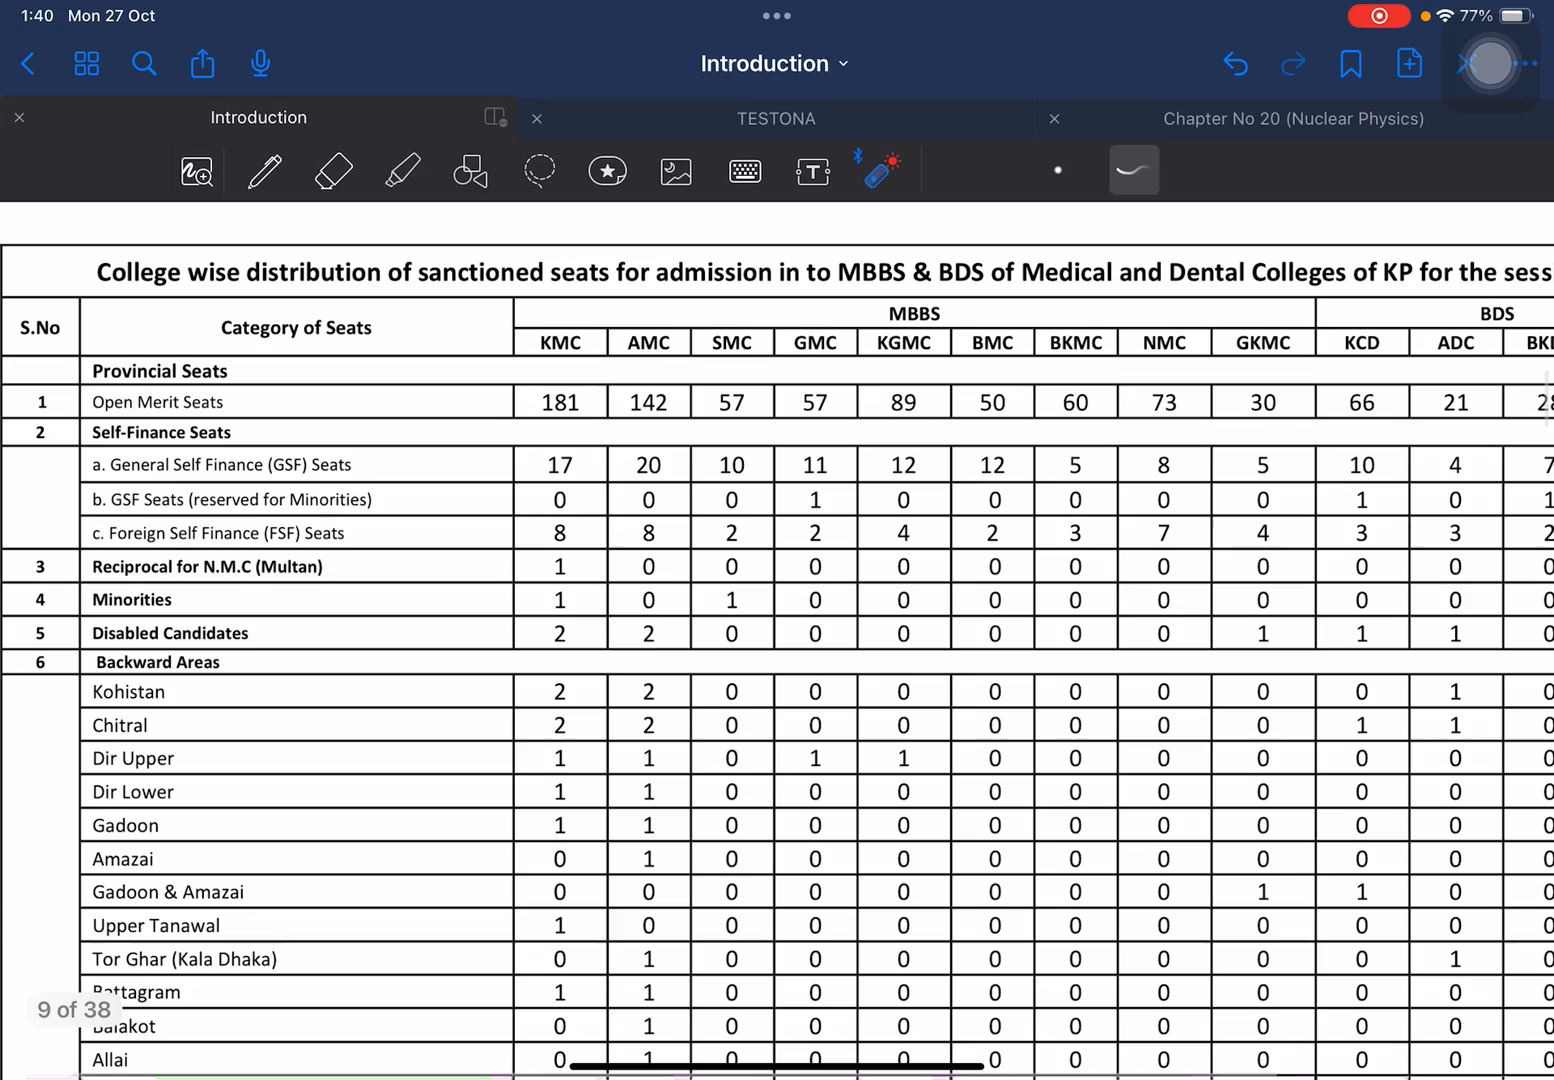 1:40 Mon 27 Oct
77%
Introduction
Introduction
TESTONA
Chapter No 20 (Nuclear Physics)
College wise distribution of sanctioned seats for admission in to MBBS & BDS of Medical and Dental Colleges of KP for the sess
S.No Category of Seats MBBS BDS
KMC AMC SMC GMC KGMC BMC BKMC NMC GKMC KCD ADC
Provincial Seats
1 Open Merit Seats 181 142 57 57 89 50 60 73 30 66 21 28
2 Self-Finance Seats
a. General Self Finance (GSF) Seats 17 20 10 11 12 12 5 8 5 10 4 7
b. GSF Seats (reserved for Minorities) 0 0 0 1 0 0 0 0 0 1 0 1
c. Foreign Self Finance (FSF) Seats 8 8 2 2 4 2 3 7 4 3 3 2
3 Reciprocal for N.M.C (Multan) 1 0 0 0 0 0 0 0 0 0 0 0
4 Minorities 1 0 1 0 0 0 0 0 0 0 0 0
5 Disabled Candidates 2 2 0 0 0 0 0 0 1 1 1 0
6 Backward Areas
Kohistan 2 2 0 0 0 0 0 0 0 0 1 0
Chitral 2 2 0 0 0 0 0 0 0 1 1 0
Dir Upper 1 1 0 1 1 0 0 0 0 0 0 0
Dir Lower 1 1 0 0 0 0 0 0 0 0 0 0
Gadoon 1 1 0 0 0 0 0 0 0 0 0 0
Amazai 0 1 0 0 0 0 0 0 0 0 0 0
Gadoon & Amazai 0 0 0 0 0 0 0 0 1 1 0 0
Upper Tanawal 1 0 0 0 0 0 0 0 0 0 0 0
Tor Ghar (Kala Dhaka) 0 1 0 0 0 0 0 0 0 0 1 0
Battagram 1 1 0 0 0 0 0 0 0 0 0 0
9 of 38
Balakot 0 1 0 0 0 0 0 0 0 0 0 0
Allai 0 1 0 0 0 0 0 0 0 0 0 0